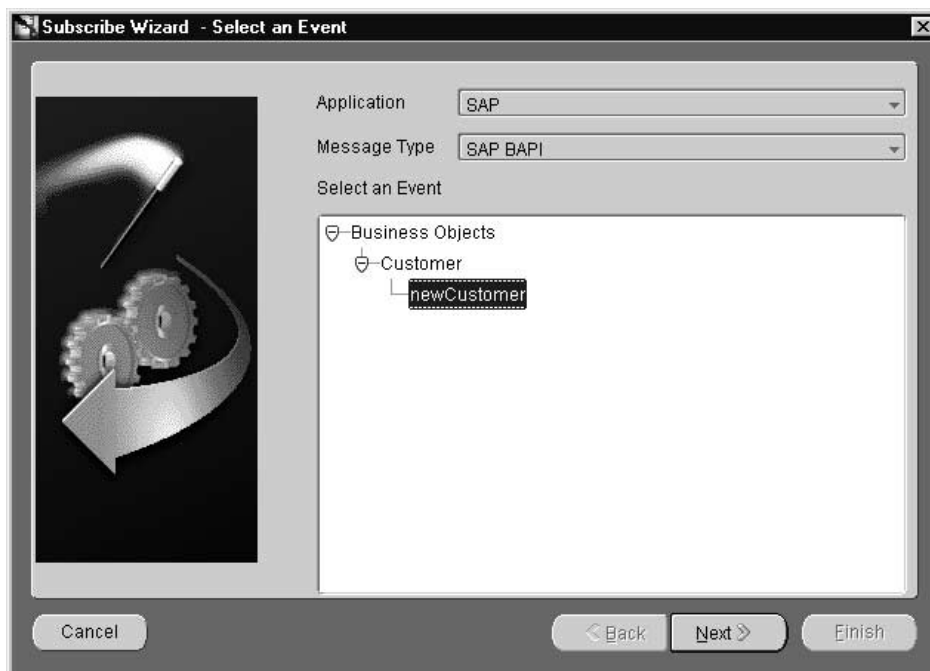 Subscribe Wizard - Select an Event
Application SAP
Message Type SAP BAPI
Select an Event
Business Objects
Customer
newCustomer
Cancel Back Next Finish